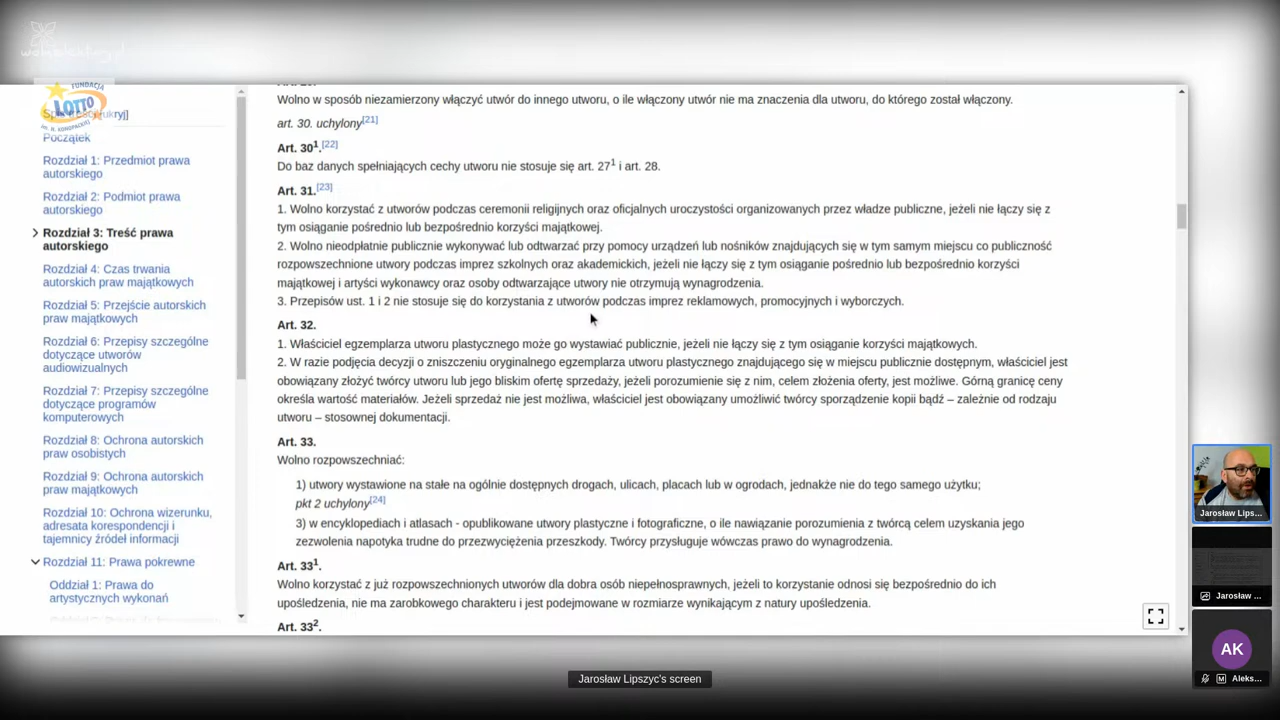 wolnelektury.pl
FUNDACJA
LOTTO
IM. H. KONOPACKIEJ
Początek
Rozdział 1: Przedmiot prawa
autorskiego
Rozdział 2: Podmiot prawa
autorskiego
Rozdział 3: Treść prawa
autorskiego
Rozdział 4: Czas trwania
autorskich praw majątkowych
Rozdział 5: Przejście autorskich
praw majątkowych
Rozdział 6: Przepisy szczególne
dotyczące utworów
audiowizualnych
Rozdział 7: Przepisy szczególne
dotyczące programów
komputerowych
Rozdział 8: Ochrona autorskich
praw osobistych
Rozdział 9: Ochrona autorskich
praw majątkowych
Rozdział 10: Ochrona wizerunku,
adresata korespondencji i
tajemnicy źródeł informacji
Rozdział 11: Prawa pokrewne
Oddział 1: Prawa do
artystycznych wykonań
Wolno w sposób niezamierzony włączyć utwór do innego utworu, o ile włączony utwór nie ma znaczenia dla utworu, do którego został włączony.
art. 30. uchylony[21]
Art. 30¹.[22]
Do baz danych spełniających cechy utworu nie stosuje się art. 27¹ i art. 28.
Art. 31.[23]
1. Wolno korzystać z utworów podczas ceremonii religijnych oraz oficjalnych uroczystości organizowanych przez władze publiczne, jeżeli nie łączy się z
tym osiąganie pośrednio lub bezpośrednio korzyści majątkowej.
2. Wolno nieodpłatnie publicznie wykonywać lub odtwarzać przy pomocy urządzeń lub nośników znajdujących się w tym samym miejscu co publiczność
rozpowszechnione utwory podczas imprez szkolnych oraz akademickich, jeżeli nie łączy się z tym osiąganie pośrednio lub bezpośrednio korzyści
majątkowej i artyści wykonawcy oraz osoby odtwarzające utwory nie otrzymują wynagrodzenia.
3. Przepisów ust. 1 i 2 nie stosuje się do korzystania z utworów podczas imprez reklamowych, promocyjnych i wyborczych.
Art. 32.
1. Właściciel egzemplarza utworu plastycznego może go wystawiać publicznie, jeżeli nie łączy się z tym osiąganie korzyści majątkowych.
2. W razie podjęcia decyzji o zniszczeniu oryginalnego egzemplarza utworu plastycznego znajdującego się w miejscu publicznie dostępnym, właściciel jest
obowiązany złożyć twórcy utworu lub jego bliskim ofertę sprzedaży, jeżeli porozumienie się z nim, celem złożenia oferty, jest możliwe. Górną granicę ceny
określa wartość materiałów. Jeżeli sprzedaż nie jest możliwa, właściciel jest obowiązany umożliwić twórcy sporządzenie kopii bądź – zależnie od rodzaju
utworu – stosownej dokumentacji.
Art. 33.
Wolno rozpowszechniać:
1) utwory wystawione na stałe na ogólnie dostępnych drogach, ulicach, placach lub w ogrodach, jednakże nie do tego samego użytku;
pkt 2 uchylony[24]
3) w encyklopediach i atlasach - opublikowane utwory plastyczne i fotograficzne, o ile nawiązanie porozumienia z twórcą celem uzyskania jego
zezwolenia napotyka trudne do przezwyciężenia przeszkody. Twórcy przysługuje wówczas prawo do wynagrodzenia.
Art. 33¹.
Wolno korzystać z już rozpowszechnionych utworów dla dobra osób niepełnosprawnych, jeżeli to korzystanie odnosi się bezpośrednio do ich
upośledzenia, nie ma zarobkowego charakteru i jest podejmowane w rozmiarze wynikającym z natury upośledzenia.
Art. 33².
Jarosław Lips...
Jarosław ...
AK
Aleks...
Jarosław Lipszyc's screen